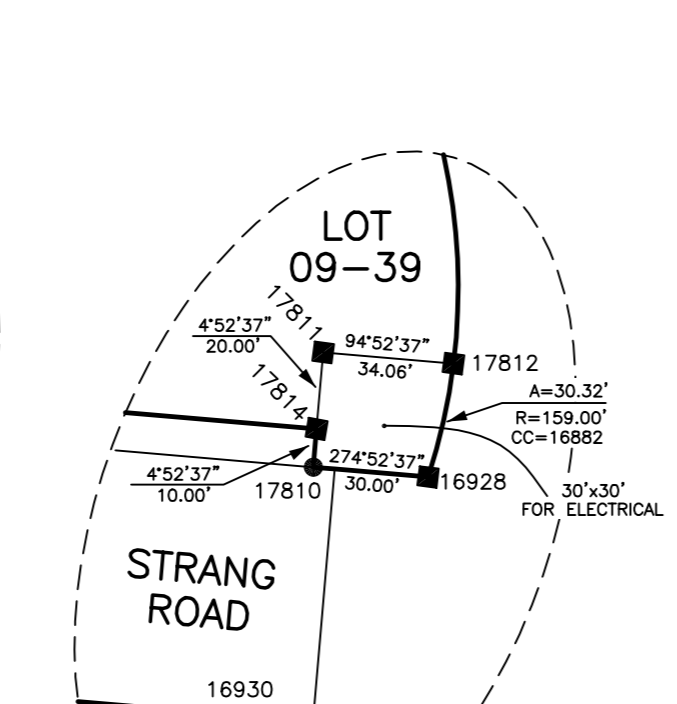 LOT
09-39
17811
4°52'37"
20.00'
94°52'37"
34.06'
17812
A=30.32'
R=159.00'
CC=16882
17814
4°52'37"
10.00'
17810
274°52'37"
30.00'
16928
30'x30'
FOR ELECTRICAL
STRANG
ROAD
16930